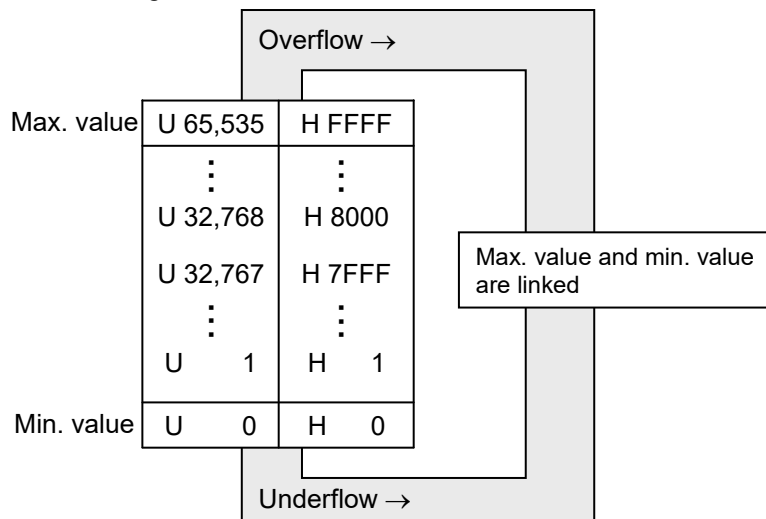 Overflow →
Max. value U 65,535 H FFFF
⋮ ⋮
U 32,768 H 8000
U 32,767 H 7FFF
Max. value and min. value
are linked
⋮ ⋮
U 1 H 1
Min. value U 0 H 0
Underflow →